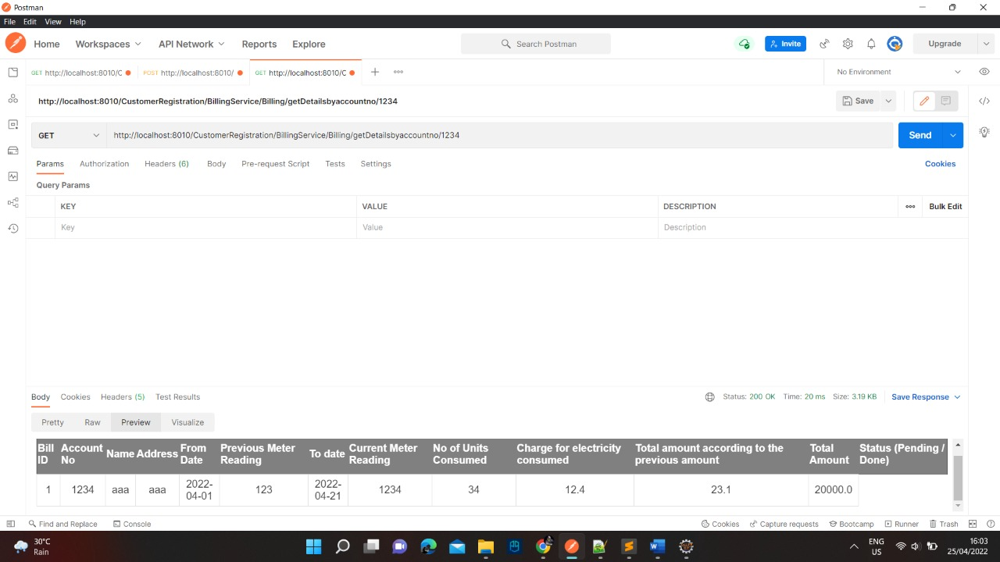 Postman
File Edit View Help
Home Workspaces API Network Reports Explore Search Postman Invite Upgrade
GET http://localhost:8010/C POST http://localhost:8010/ GET http://localhost:8010/C No Environment
http://localhost:8010/CustomerRegistration/BillingService/Billing/getDetailsbyaccountno/1234 Save
GET http://localhost:8010/CustomerRegistration/BillingService/Billing/getDetailsbyaccountno/1234 Send
Params Authorization Headers (6) Body Pre-request Script Tests Settings Cookies
Query Params
KEY VALUE DESCRIPTION Bulk Edit
Key Value Description
Body Cookies Headers (5) Test Results Status: 200 OK Time: 20 ms Size: 3.19 KB Save Response
Pretty Raw Preview Visualize
Bill ID Account No Name Address From Date Previous Meter Reading To date Current Meter Reading No of Units Consumed Charge for electricity consumed Total amount according to the previous amount Total Amount Status (Pending / Done)
1 1234 aaa aaa 2022-04-01 123 2022-04-21 1234 34 12.4 23.1 20000.0
Find and Replace Console Cookies Capture requests Bootcamp Runner Trash
30°C Rain ENG US 16:03 25/04/2022